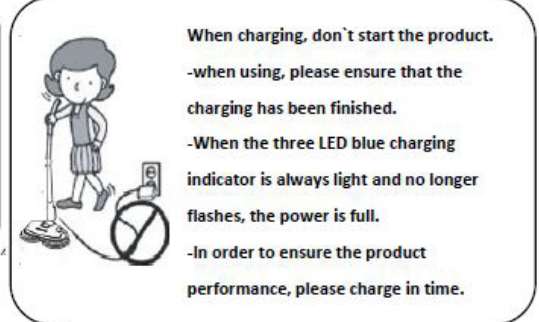 When charging, don`t start the product.
-when using, please ensure that the
charging has been finished.
-When the three LED blue charging
indicator is always light and no longer
flashes, the power is full.
-In order to ensure the product
performance, please charge in time.